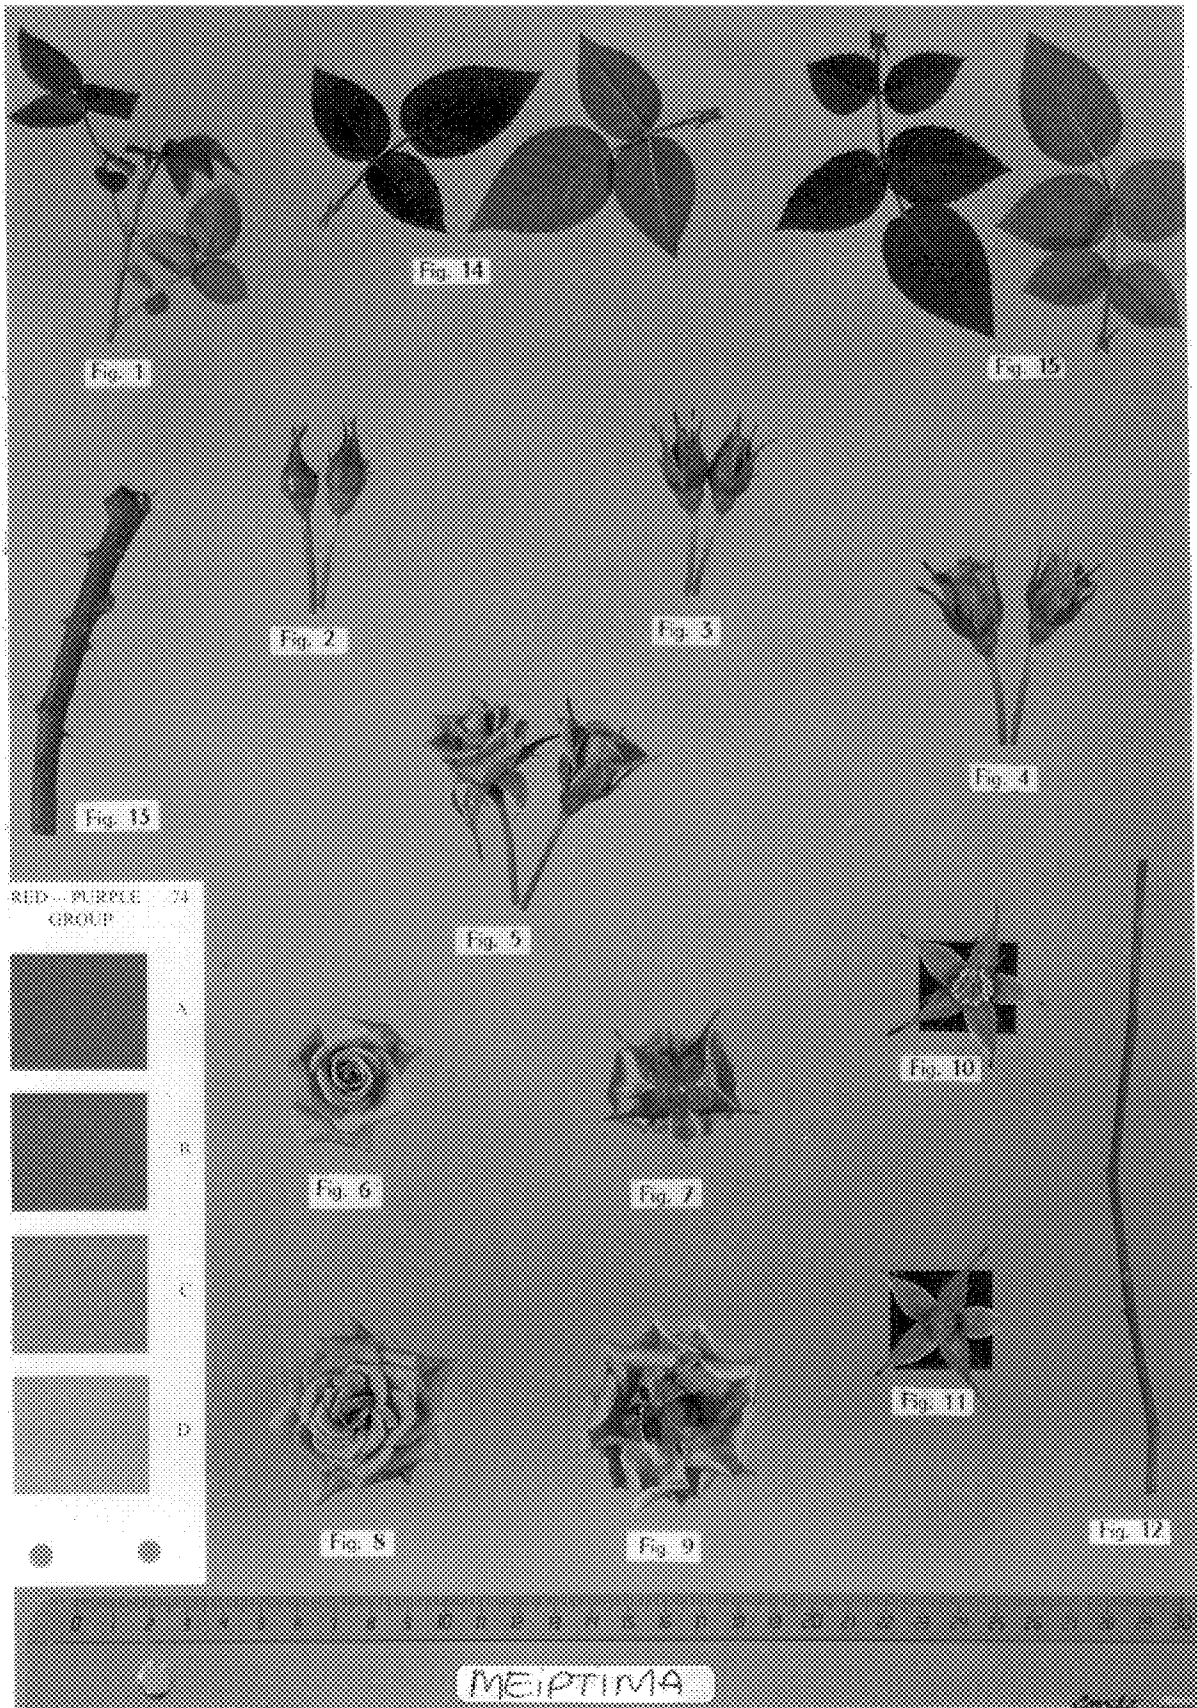 Fig. 14
Fig. 1
Fig. 15
Fig. 2
Fig. 3
Fig. 4
Fig. 13
Fig. 5
RED — PURPLE 74
GROUP
A
Fig. 10
B
Fig. 6
Fig. 7
C
Fig. 11
D
Fig. 8
Fig. 9
Fig. 12
MEiPTiMA